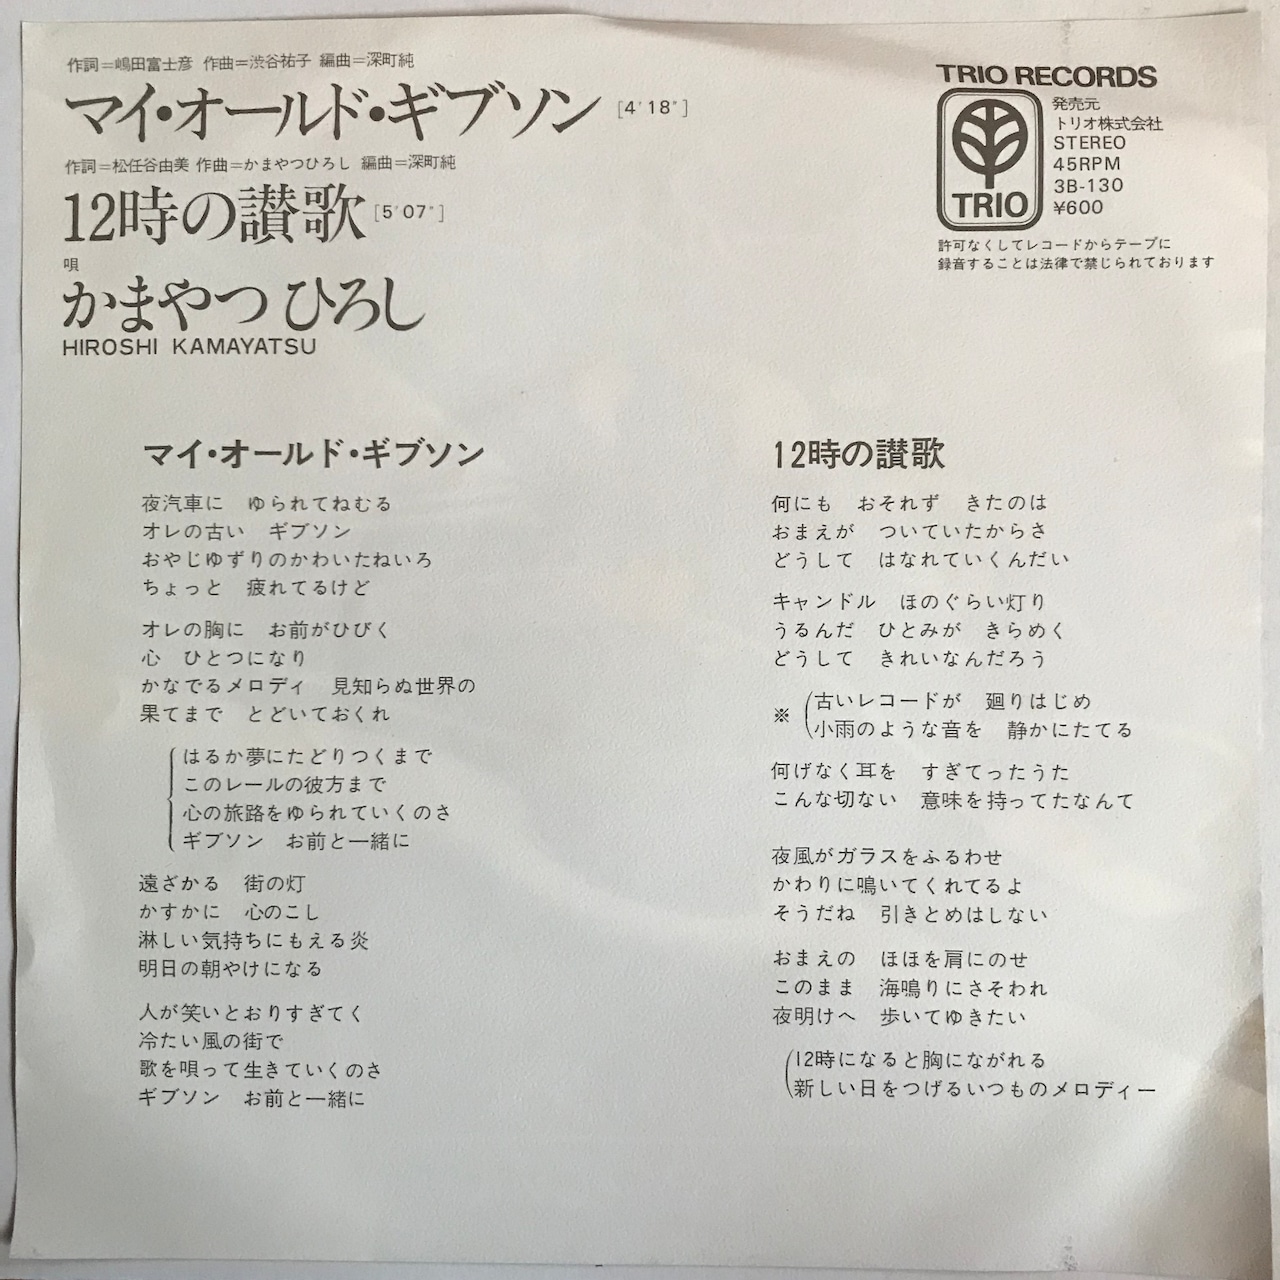 作詞=嶋田富士彦 作曲=渋谷祐子 編曲=深町純
マイ・オールド・ギブソン [4'18"]
作詞=松任谷由美 作曲=かまやつひろし 編曲=深町純
12時の讃歌 [5'07"]
唄
かまやつ ひろし
HIROSHI KAMAYATSU
TRIO RECORDS
TRIO
発売元
トリオ株式会社
STEREO
45RPM
3B-130
¥600
許可なくしてレコードからテープに
録音することは法律で禁じられております
マイ・オールド・ギブソン
夜汽車に ゆられてねむる
オレの古い ギブソン
おやじゆずりのかわいたねいろ
ちょっと 疲れてるけど
オレの胸に お前がひびく
心 ひとつになり
かなでるメロディ 見知らぬ世界の
果てまで とどいておくれ
はるか夢にたどりつくまで
このレールの彼方まで
心の旅路をゆられていくのさ
ギブソン お前と一緒に
遠ざかる 街の灯
かすかに 心のこし
淋しい気持ちにもえる炎
明日の朝やけになる
人が笑いとおりすぎてく
冷たい風の街で
歌を唄って生きていくのさ
ギブソン お前と一緒に
12時の讃歌
何にも おそれず きたのは
おまえが ついていたからさ
どうして はなれていくんだい
キャンドル ほのぐらい灯り
うるんだ ひとみが きらめく
どうして きれいなんだろう
※ (古いレコードが 廻りはじめ
小雨のような音を 静かにたてる
何げなく耳を すぎてったうた
こんな切ない 意味を持ってたなんて
夜風がガラスをふるわせ
かわりに鳴いてくれてるよ
そうだね 引きとめはしない
おまえの ほほを肩にのせ
このまま 海鳴りにさそわれ
夜明けへ 歩いてゆきたい
(12時になると胸にながれる
新しい日をつげるいつものメロディー